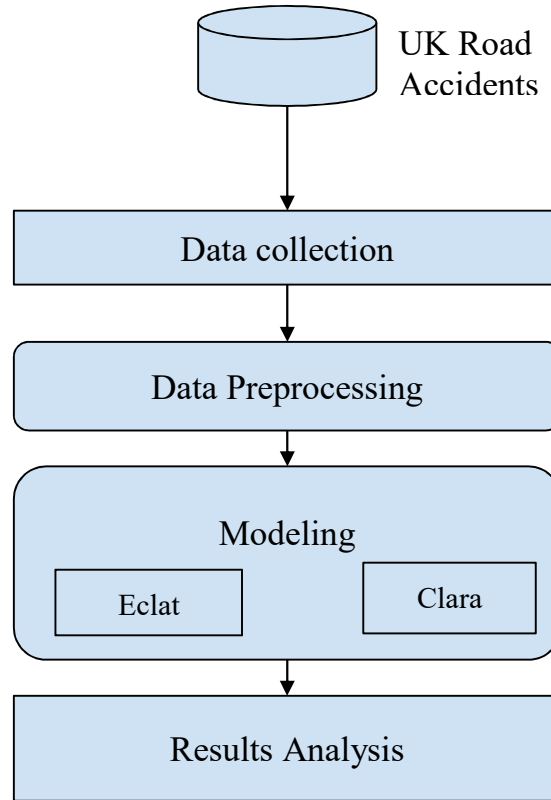 UK Road
Accidents
Data collection
Data Preprocessing
Modeling
Eclat
Clara
Results Analysis